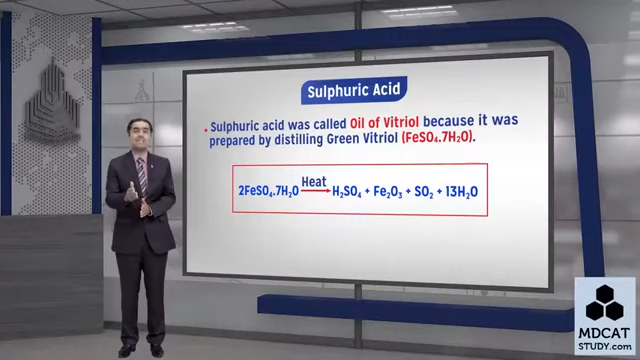 Sulphuric Acid
• Sulphuric acid was called Oil of Vitriol because it was
prepared by distilling Green Vitriol (FeSO₄.7H₂O).
Heat
2FeSO₄.7H₂O → H₂SO₄ + Fe₂O₃ + SO₂ + 13H₂O
MDCAT
STUDY.com